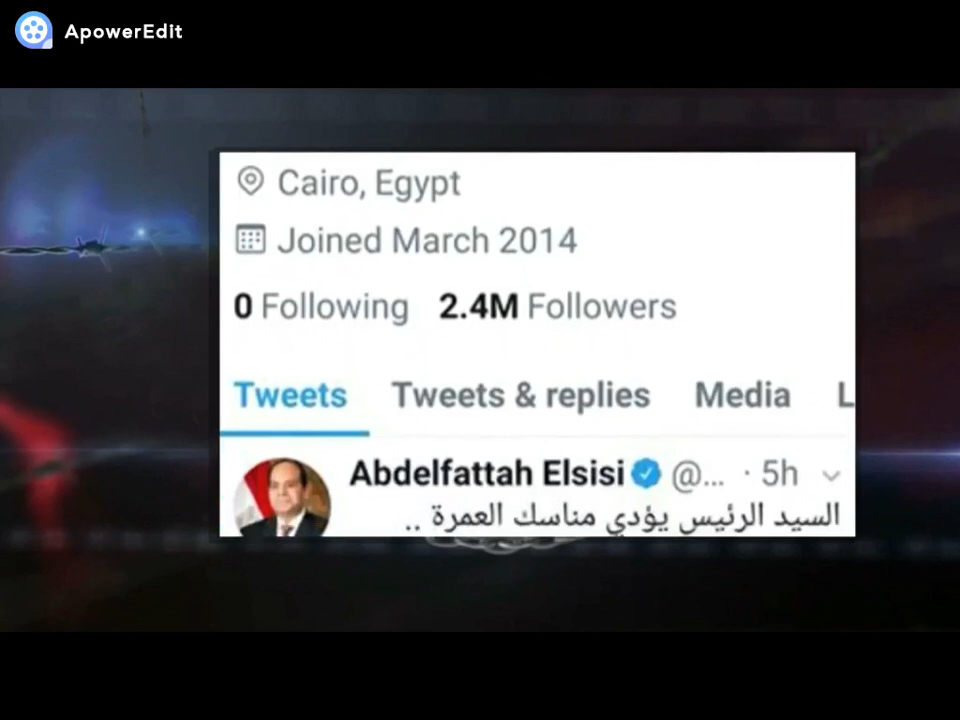 ApowerEdit
Cairo, Egypt
Joined March 2014
0 Following 2.4M Followers
Tweets Tweets & replies Media L
Abdelfattah Elsisi @... · 5h
السيد الرئيس يؤدي مناسك العمرة ..